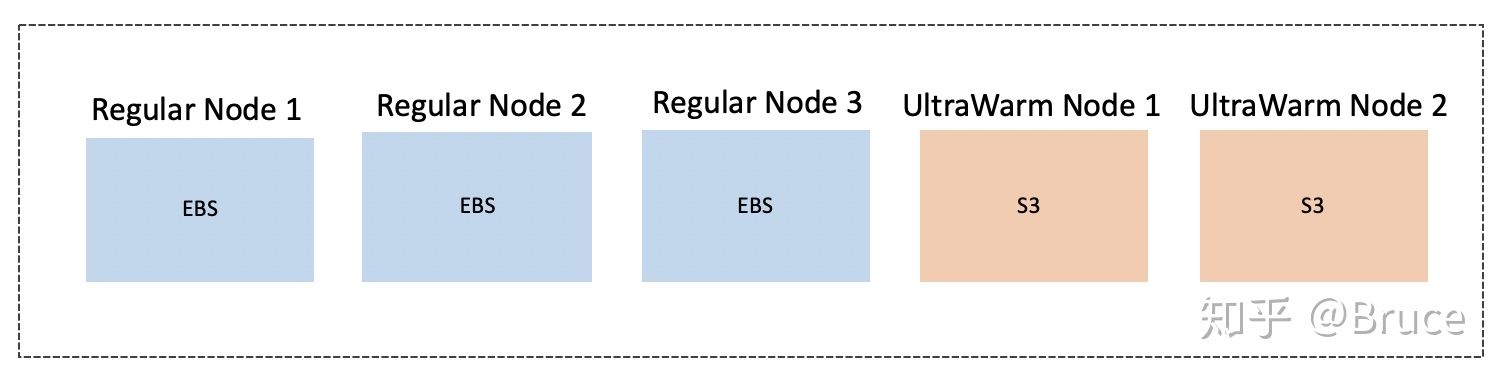 Regular Node 1
Regular Node 2
Regular Node 3
UltraWarm Node 1
UltraWarm Node 2
EBS
EBS
EBS
S3
S3
知乎 @Bruce